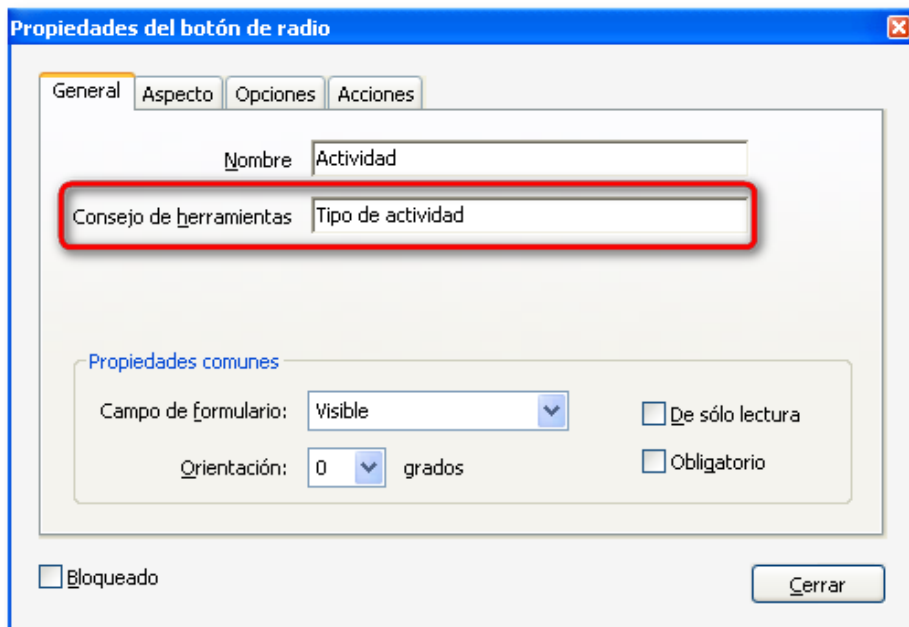 Propiedades del botón de radio
General Aspecto Opciones Acciones
Nombre Actividad
Consejo de herramientas Tipo de actividad
Propiedades comunes
Campo de formulario: Visible De sólo lectura
Orientación: 0 grados Obligatorio
Bloqueado Cerrar